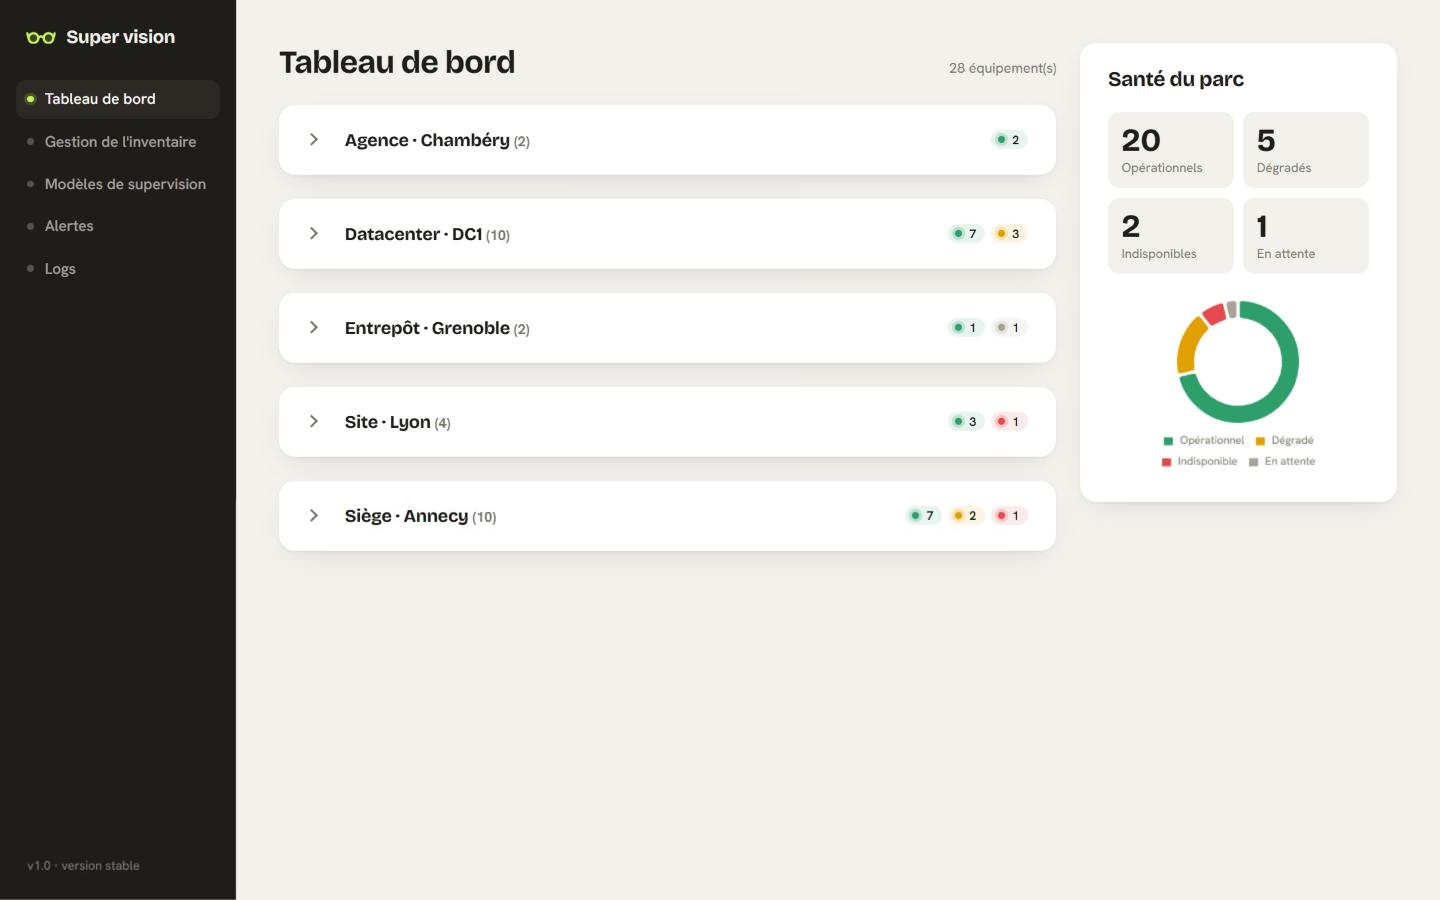 Super vision
Tableau de bord
Gestion de l'inventaire
Modèles de supervision
Alertes
Logs
v1.0 · version stable
Tableau de bord
28 équipement(s)
Agence · Chambéry (2)
2
Datacenter · DC1 (10)
7 3
Entrepôt · Grenoble (2)
1 1
Site · Lyon (4)
3 1
Siège · Annecy (10)
7 2 1
Santé du parc
20 5
Opérationnels Dégradés
2 1
Indisponibles En attente
Opérationnel Dégradé
Indisponible En attente